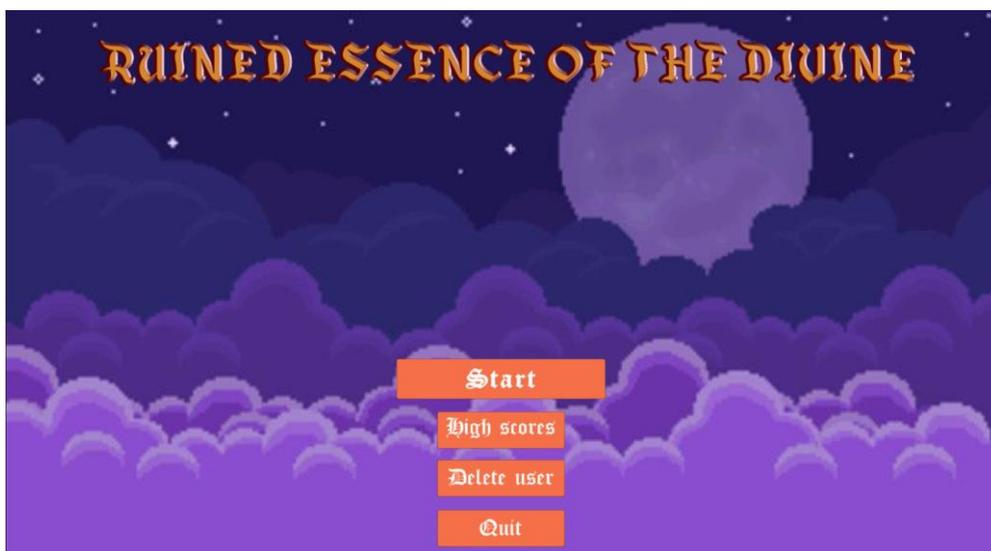 RUINED ESSENCE OF THE DIVINE
Start
High scores
Delete user
Quit